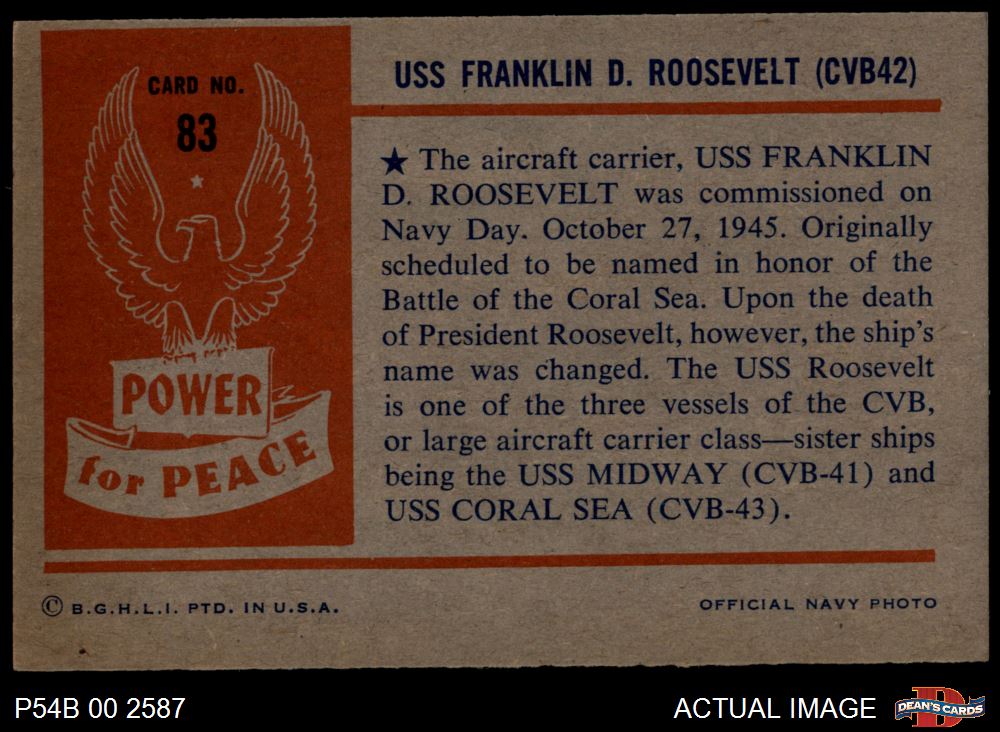 CARD NO.
83
POWER
for PEACE
USS FRANKLIN D. ROOSEVELT (CVB42)
★ The aircraft carrier, USS FRANKLIN
D. ROOSEVELT was commissioned on
Navy Day. October 27, 1945. Originally
scheduled to be named in honor of the
Battle of the Coral Sea. Upon the death
of President Roosevelt, however, the ship's
name was changed. The USS Roosevelt
is one of the three vessels of the CVB,
or large aircraft carrier class—sister ships
being the USS MIDWAY (CVB-41) and
USS CORAL SEA (CVB-43).
© B.G.H.L.I. PTD. IN U.S.A.
OFFICIAL NAVY PHOTO
P54B 00 2587
ACTUAL IMAGE
DEAN'S CARDS